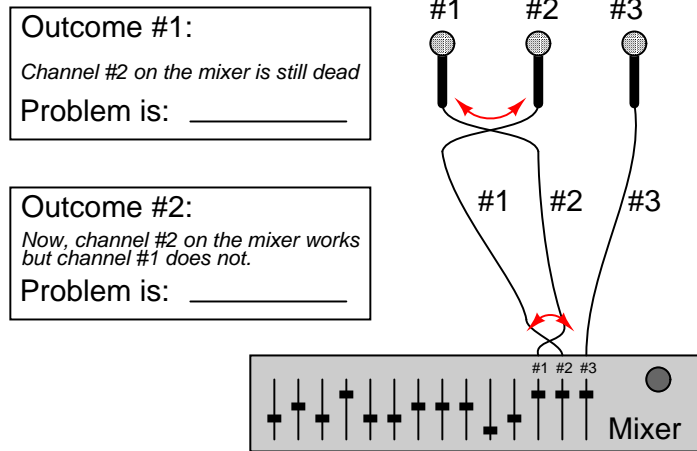 Outcome #1:
Channel #2 on the mixer is still dead
Problem is: __________
Outcome #2:
Now, channel #2 on the mixer works
but channel #1 does not.
Problem is: __________
#1 #2 #3
#1 #2 #3
#1 #2 #3
Mixer